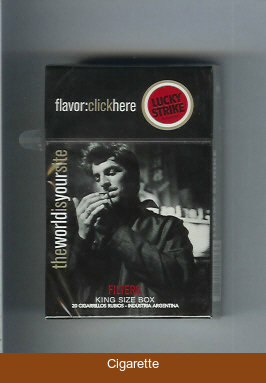 flavor:clickhere
LUCKY
STRIKE
theworldisyoursite
FILTERS
KING SIZE BOX
20 CIGARRILLOS RUBIOS - INDUSTRIA ARGENTINA
Cigarette